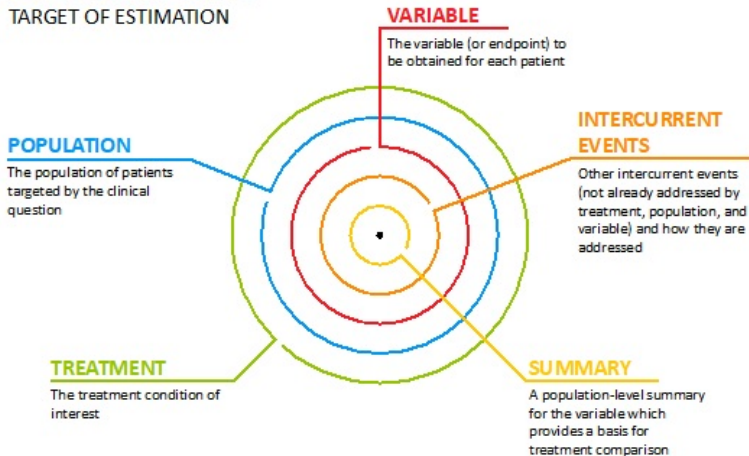 TARGET OF ESTIMATION
VARIABLE
The variable (or endpoint) to
be obtained for each patient
POPULATION
The population of patients
targeted by the clinical
question
INTERCURRENT
EVENTS
Other intercurrent events
(not already addressed by
treatment, population, and
variable) and how they are
addressed
TREATMENT
The treatment condition of
interest
SUMMARY
A population-level summary
for the variable which
provides a basis for
treatment comparison